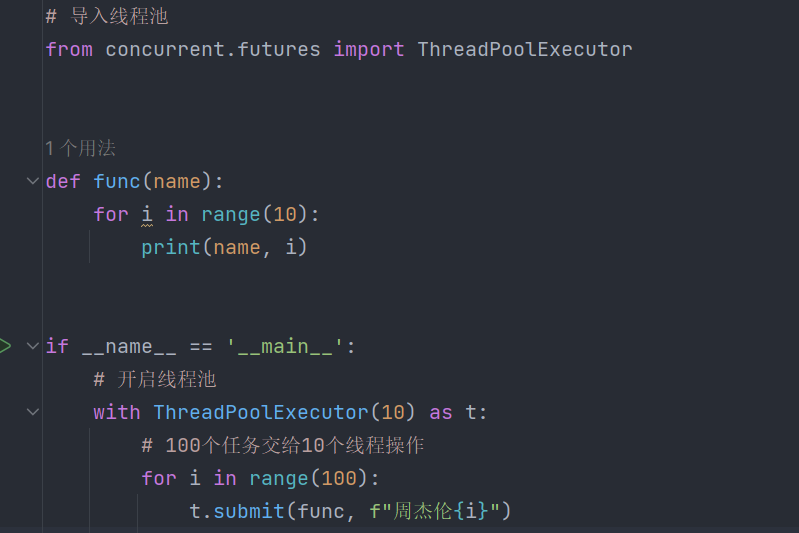 # 导入线程池
from concurrent.futures import ThreadPoolExecutor
1 个用法
def func(name):
    for i in range(10):
        print(name, i)
if __name__ == '__main__':
    # 开启线程池
    with ThreadPoolExecutor(10) as t:
        # 100个任务交给10个线程操作
        for i in range(100):
            t.submit(func, f"周杰伦{i}")